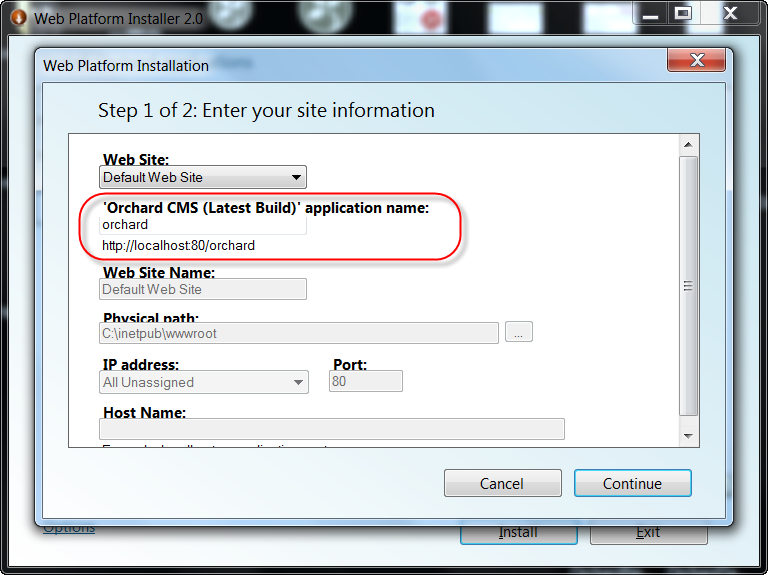 Web Platform Installer 2.0
Web Platform Installation
Step 1 of 2: Enter your site information
Web Site:
Default Web Site
'Orchard CMS (Latest Build)' application name:
orchard
http://localhost:80/orchard
Web Site Name:
Default Web Site
Physical path:
C:\inetpub\wwwroot
...
IP address: Port:
All Unassigned 80
Host Name:
Cancel Continue
Options Install Exit